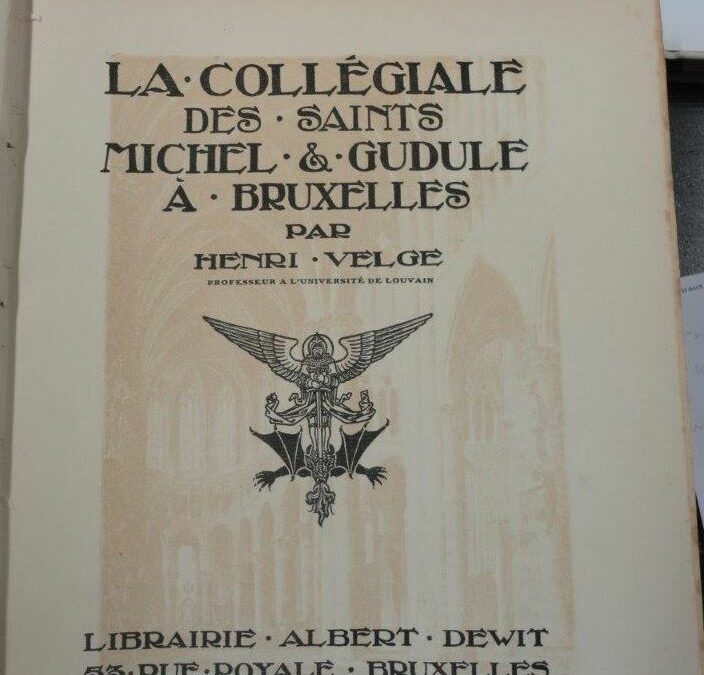 LA·COLLÉGIALE
DES·SAINTS
MICHEL·&·GUDULE
À·BRUXELLES
PAR
HENRI·VELGE
PROFESSEUR A L'UNIVERSITÉ DE LOUVAIN
LIBRAIRIE·ALBERT·DEWIT
53·RUE·ROYALE·BRUXELLES